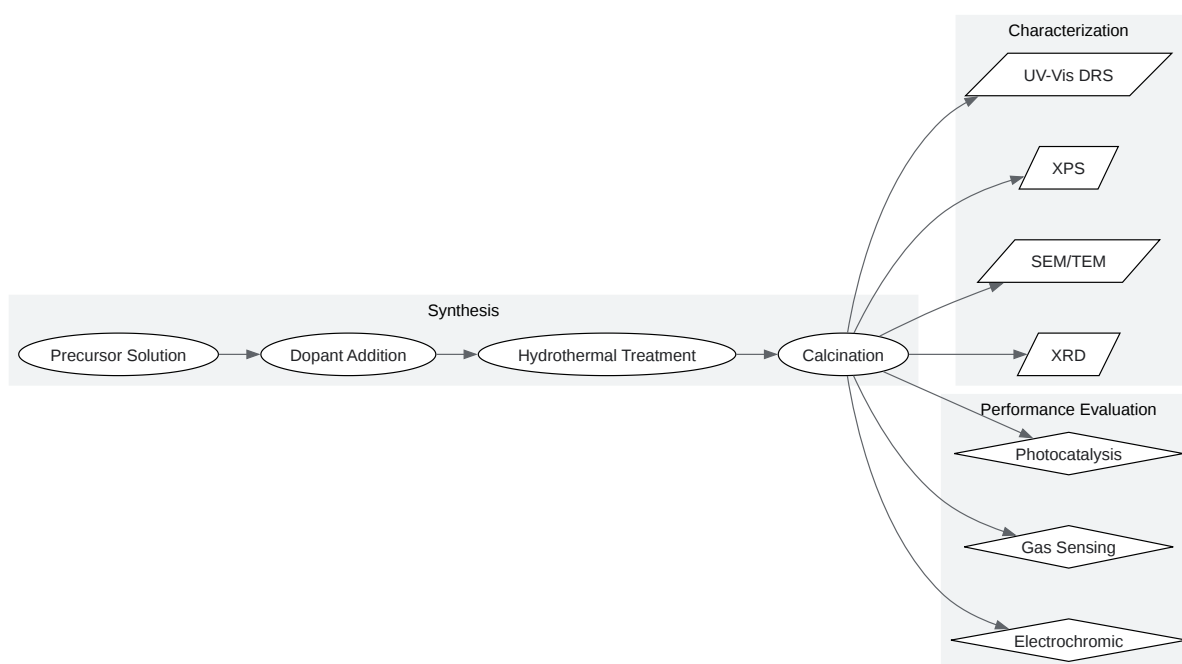 Characterization
UV-Vis DRS
XPS
SEM/TEM
Synthesis
Precursor Solution
Dopant Addition
Hydrothermal Treatment
Calcination
XRD
Performance Evaluation
Photocatalysis
Gas Sensing
Electrochromic